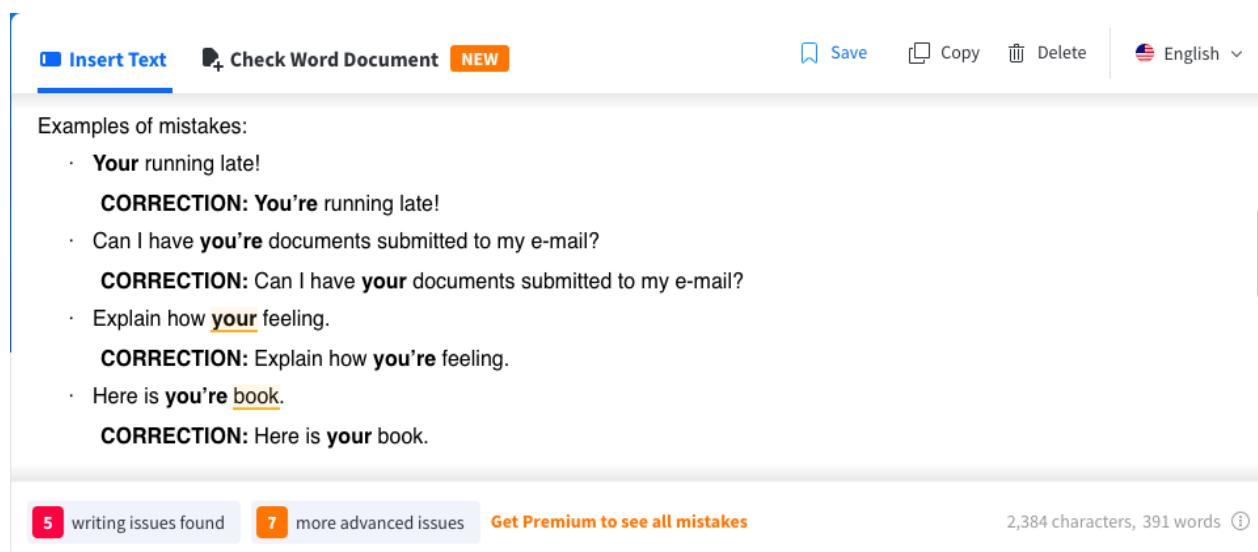 Insert Text Check Word Document NEW Save Copy Delete English
Examples of mistakes:
· Your running late!
CORRECTION: You’re running late!
· Can I have you’re documents submitted to my e-mail?
CORRECTION: Can I have your documents submitted to my e-mail?
· Explain how your feeling.
CORRECTION: Explain how you’re feeling.
· Here is you’re book.
CORRECTION: Here is your book.
5 writing issues found 7 more advanced issues Get Premium to see all mistakes 2,384 characters, 391 words